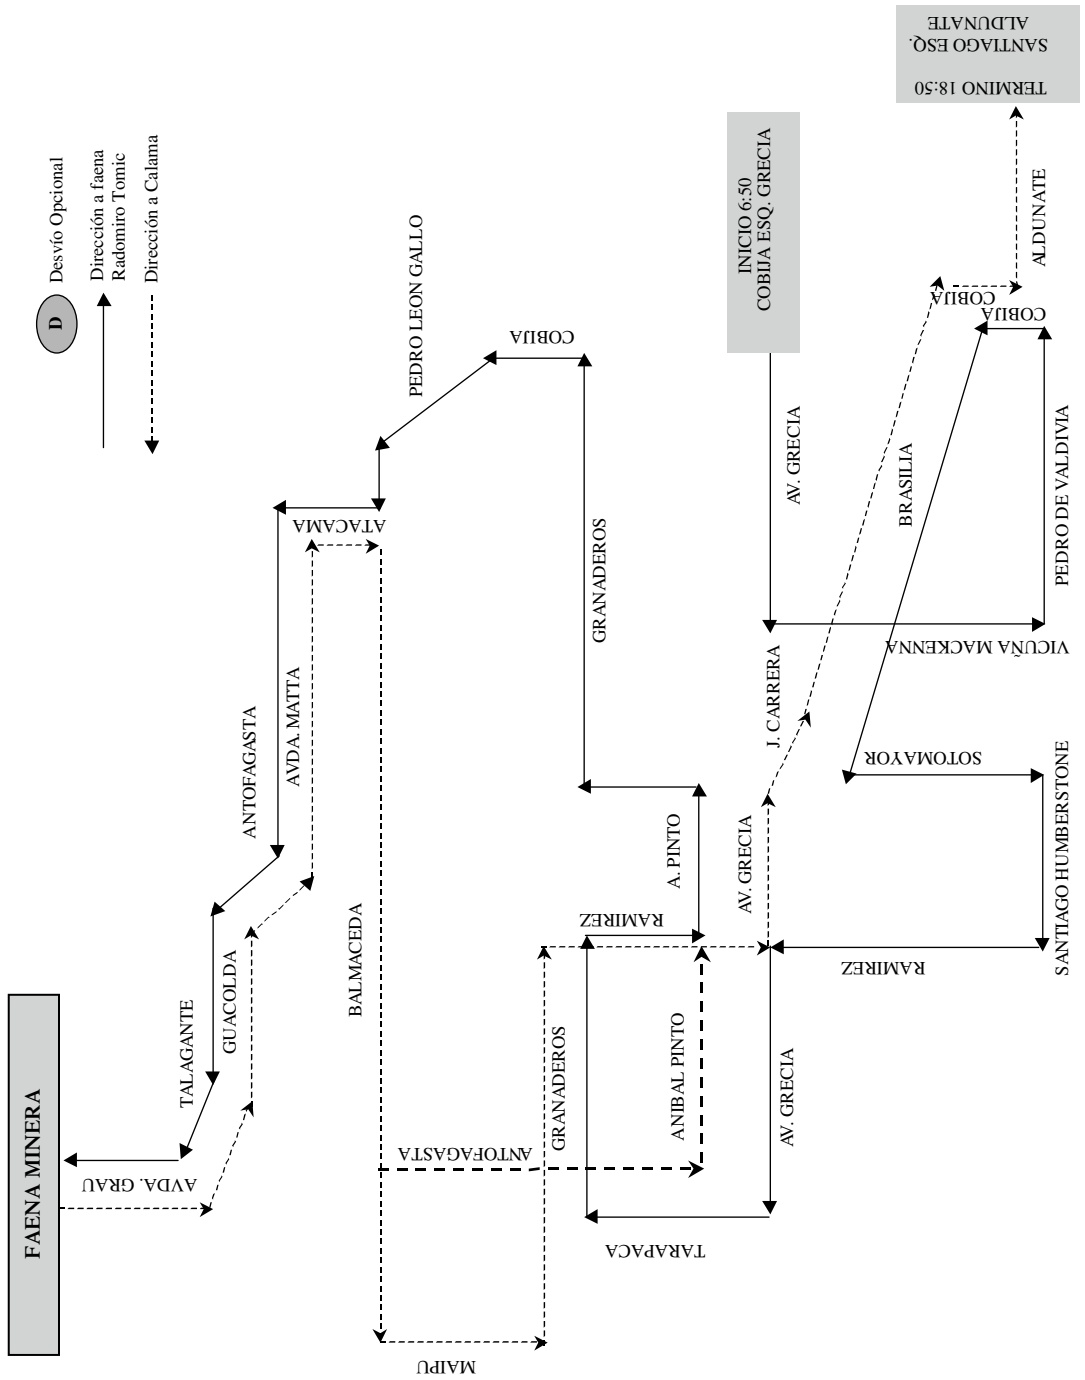 FAENA MINERA
D
Desvío Opcional
Dirección a faena
Radomiro Tomic
Dirección a Calama
AVDA. GRAU
TALAGANTE
GUACOLDA
ANTOFAGASTA
AVDA. MATTA
ATACAMA
PEDRO LEON GALLO
COBIJA
GRANADEROS
BALMACEDA
MAIPU
ANTOFAGASTA
GRANADEROS
ANIBAL PINTO
RAMIREZ
A. PINTO
TARAPACA
AV. GRECIA
AV. GRECIA
J. CARRERA
AV. GRECIA
INICIO 6:50
COBIJA ESQ. GRECIA
VICUÑA MACKENNA
PEDRO DE VALDIVIA
COBIJA
COBIJA
BRASILIA
SOTOMAYOR
SANTIAGO HUMBERSTONE
RAMIREZ
ALDUNATE
TERMINO 18:50
SANTIAGO ESQ.
ALDUNATE